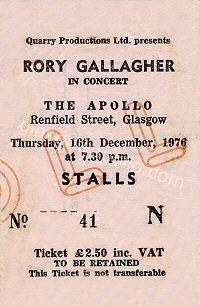 Quarry Productions Ltd. presents
RORY GALLAGHER
IN CONCERT
THE APOLLO
Renfield Street, Glasgow
Thursday, 16th December, 1976
at 7.30 p.m.
STALLS
No 41 N
Ticket £2.50 inc. VAT
TO BE RETAINED
This Ticket is not transferable